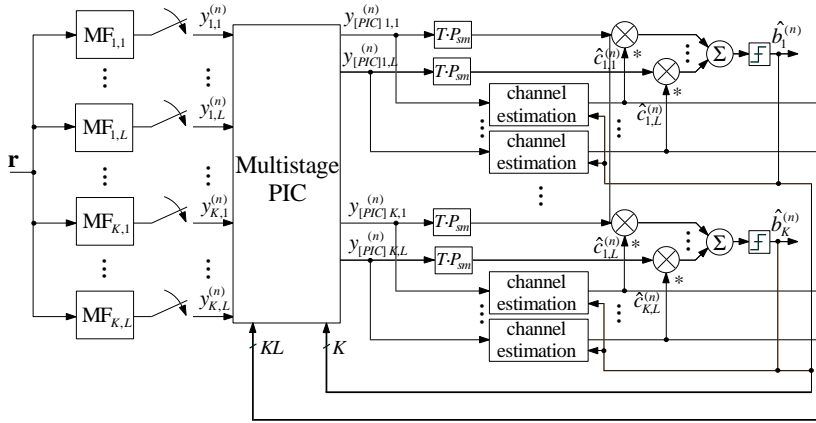 MF1,1
y1,1(n)
MF1,L
y1,L(n)
r
MFK,1
yK,1(n)
MFK,L
yK,L(n)
Multistage
PIC
KL
K
y[PIC]1,1(n)
y[PIC]1,L(n)
T·Psm
T·Psm
ĉ1,1(n)
*
ĉ1,L(n)
*
Σ
b̂1(n)
channel
estimation
channel
estimation
y[PIC]K,1(n)
y[PIC]K,L(n)
T·Psm
T·Psm
ĉ1,L(n)
*
ĉK,L(n)
*
Σ
b̂K(n)
channel
estimation
channel
estimation